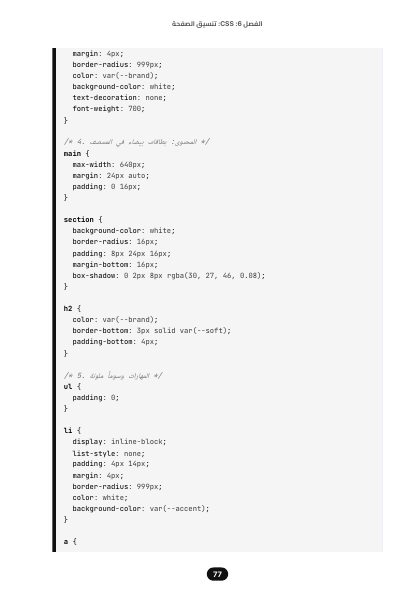 الفصل 6: CSS: تنسيق الصفحة
margin: 4px;
border-radius: 999px;
color: var(--brand);
background-color: white;
text-decoration: none;
font-weight: 700;
}
/* 4. المحتوى: بطاقات بيضاء في المنتصف */
main {
max-width: 640px;
margin: 24px auto;
padding: 0 16px;
}
section {
background-color: white;
border-radius: 16px;
padding: 8px 24px 16px;
margin-bottom: 16px;
box-shadow: 0 2px 8px rgba(30, 27, 46, 0.08);
}
h2 {
color: var(--brand);
border-bottom: 3px solid var(--soft);
padding-bottom: 4px;
}
/* 5. المهارات وسوماً ملونة */
ul {
padding: 0;
}
li {
display: inline-block;
list-style: none;
padding: 4px 14px;
margin: 4px;
border-radius: 999px;
color: white;
background-color: var(--accent);
}
a {
77